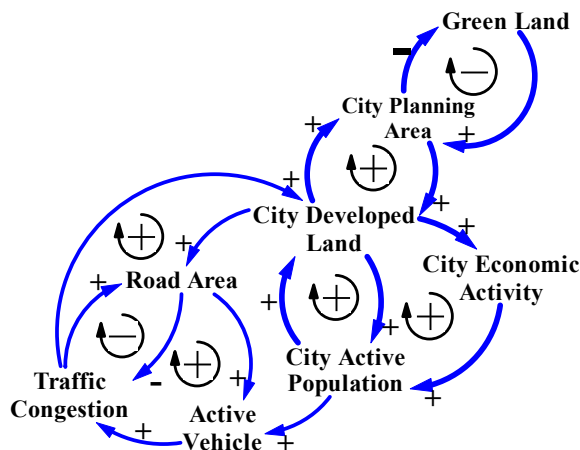 Green Land
-
-
City Planning
Area
+
+
+
+
+
City Developed
Land
+
+
+
City Economic
Activity
+
Road Area
+
+
+
+
-
+
City Active
Population
+
Traffic
Congestion
-
+
+
Active
Vehicle
+
+